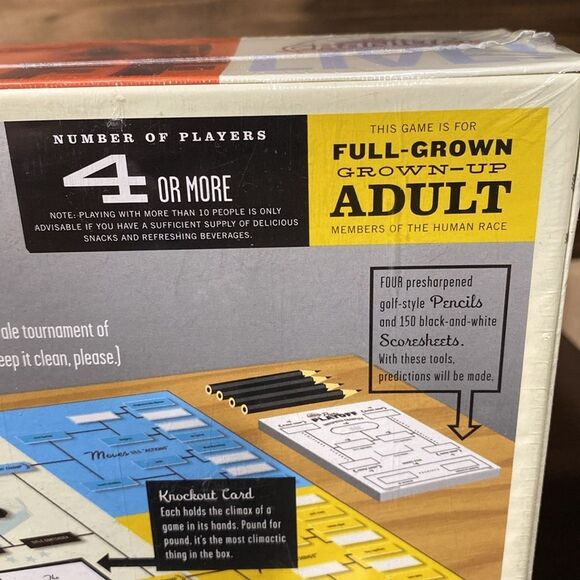 NUMBER OF PLAYERS
4 OR MORE
NOTE: PLAYING WITH MORE THAN 10 PEOPLE IS ONLY
ADVISABLE IF YOU HAVE A SUFFICIENT SUPPLY OF DELICIOUS
SNACKS AND REFRESHING BEVERAGES.
THIS GAME IS FOR
FULL-GROWN
GROWN-UP
ADULT
MEMBERS OF THE HUMAN RACE
FOUR presharpened
golf-style Pencils
and 150 black-and-white
Scoresheets.
With these tools,
predictions will be made.
ale tournament of
eep it clean, please.)
PLAYOFF
Moves
Knockout Card
Each holds the climax of a
game in its hands. Pound for
pound, it's the most climactic
thing in the box.
The